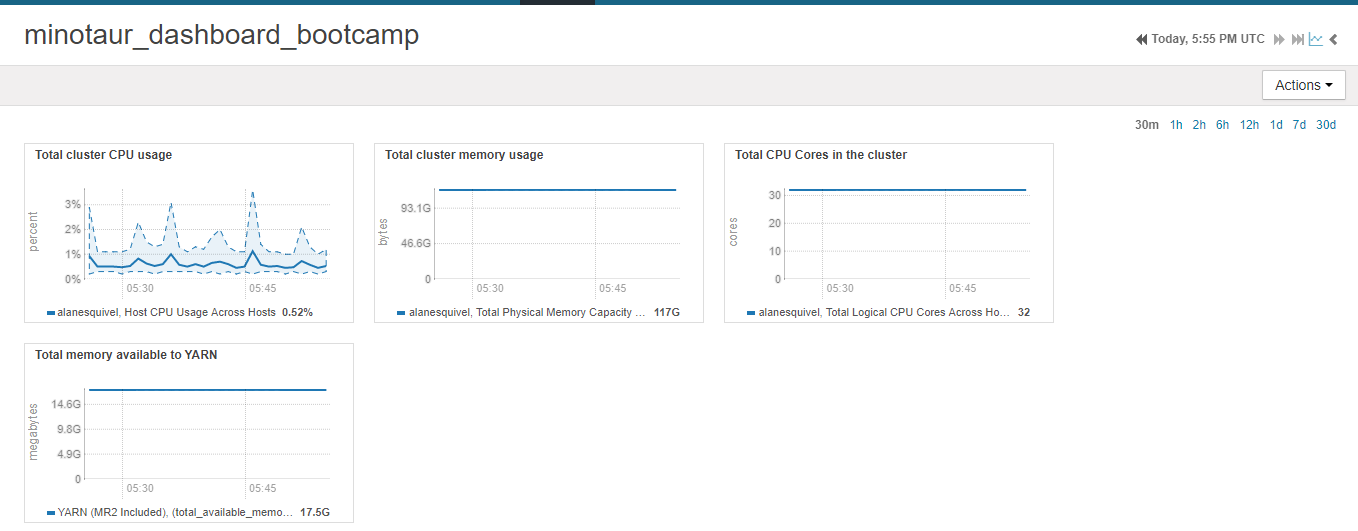 minotaur_dashboard_bootcamp
Today, 5:55 PM UTC
Actions
30m 1h 2h 6h 12h 1d 7d 30d
Total cluster CPU usage
percent
3%
2%
1%
0%
05:30 05:45
alanesquivel, Host CPU Usage Across Hosts 0.52%
Total cluster memory usage
bytes
93.1G
46.6G
0
05:30 05:45
alanesquivel, Total Physical Memory Capacity ... 117G
Total CPU Cores in the cluster
cores
30
20
10
0
05:30 05:45
alanesquivel, Total Logical CPU Cores Across Ho... 32
Total memory available to YARN
megabytes
14.6G
9.8G
4.9G
0
05:30 05:45
YARN (MR2 Included), (total_available_memo... 17.5G